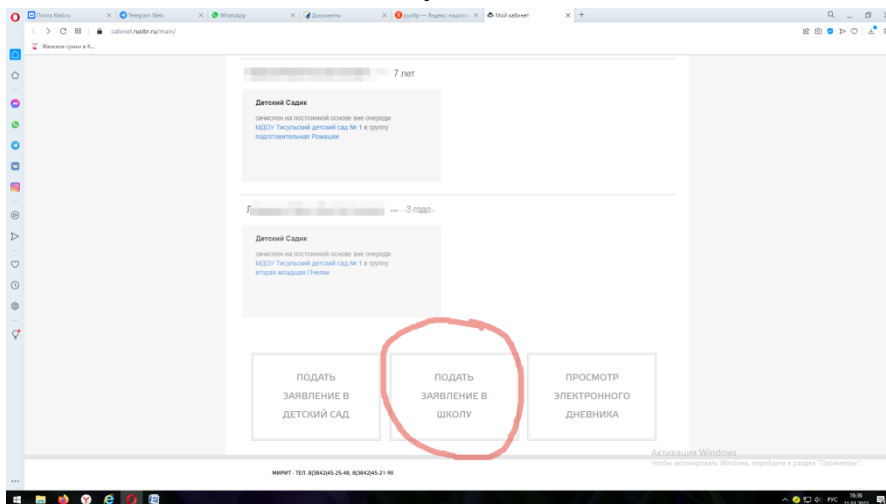 Почта Mail.ru
Telegram Web
WhatsApp
Документы
руобр — Яндекс: нашлось
Мой кабинет
cabinet.ruobr.ru/main/
Женские сумки в К...
7 лет
Детский Садик
зачислен на постоянной основе вне очереди
МДОУ Тисульский детский сад № 1 в группу
подготовительная Ромашки
3 года
Детский Садик
зачислен на постоянной основе вне очереди
МДОУ Тисульский детский сад № 1 в группу
вторая младшая Пчелки
ПОДАТЬ
ЗАЯВЛЕНИЕ В
ДЕТСКИЙ САД
ПОДАТЬ
ЗАЯВЛЕНИЕ В
ШКОЛУ
ПРОСМОТР
ЭЛЕКТРОННОГО
ДНЕВНИКА
Активация Windows
Чтобы активировать Windows, перейдите в раздел "Параметры".
МИРИТ · ТЕЛ. 8(3842)45-25-48, 8(3842)45-21-90
РУС
16:36